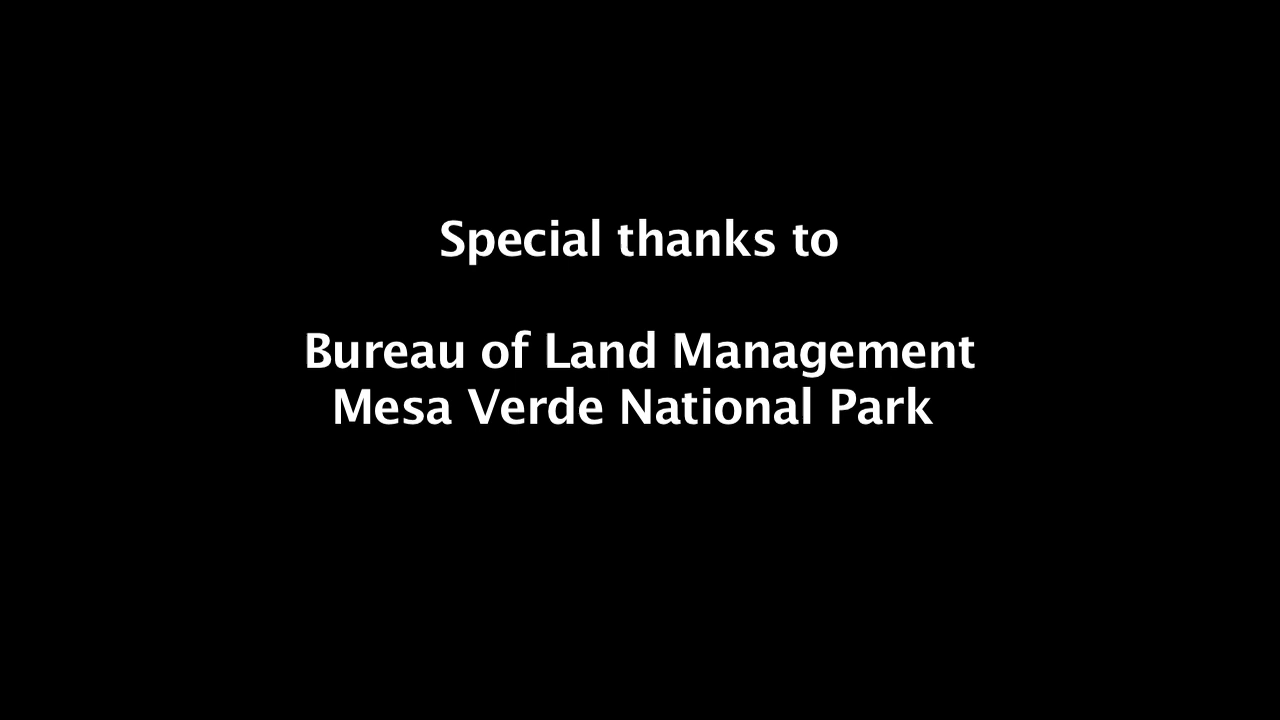 Special thanks to
Bureau of Land Management
Mesa Verde National Park